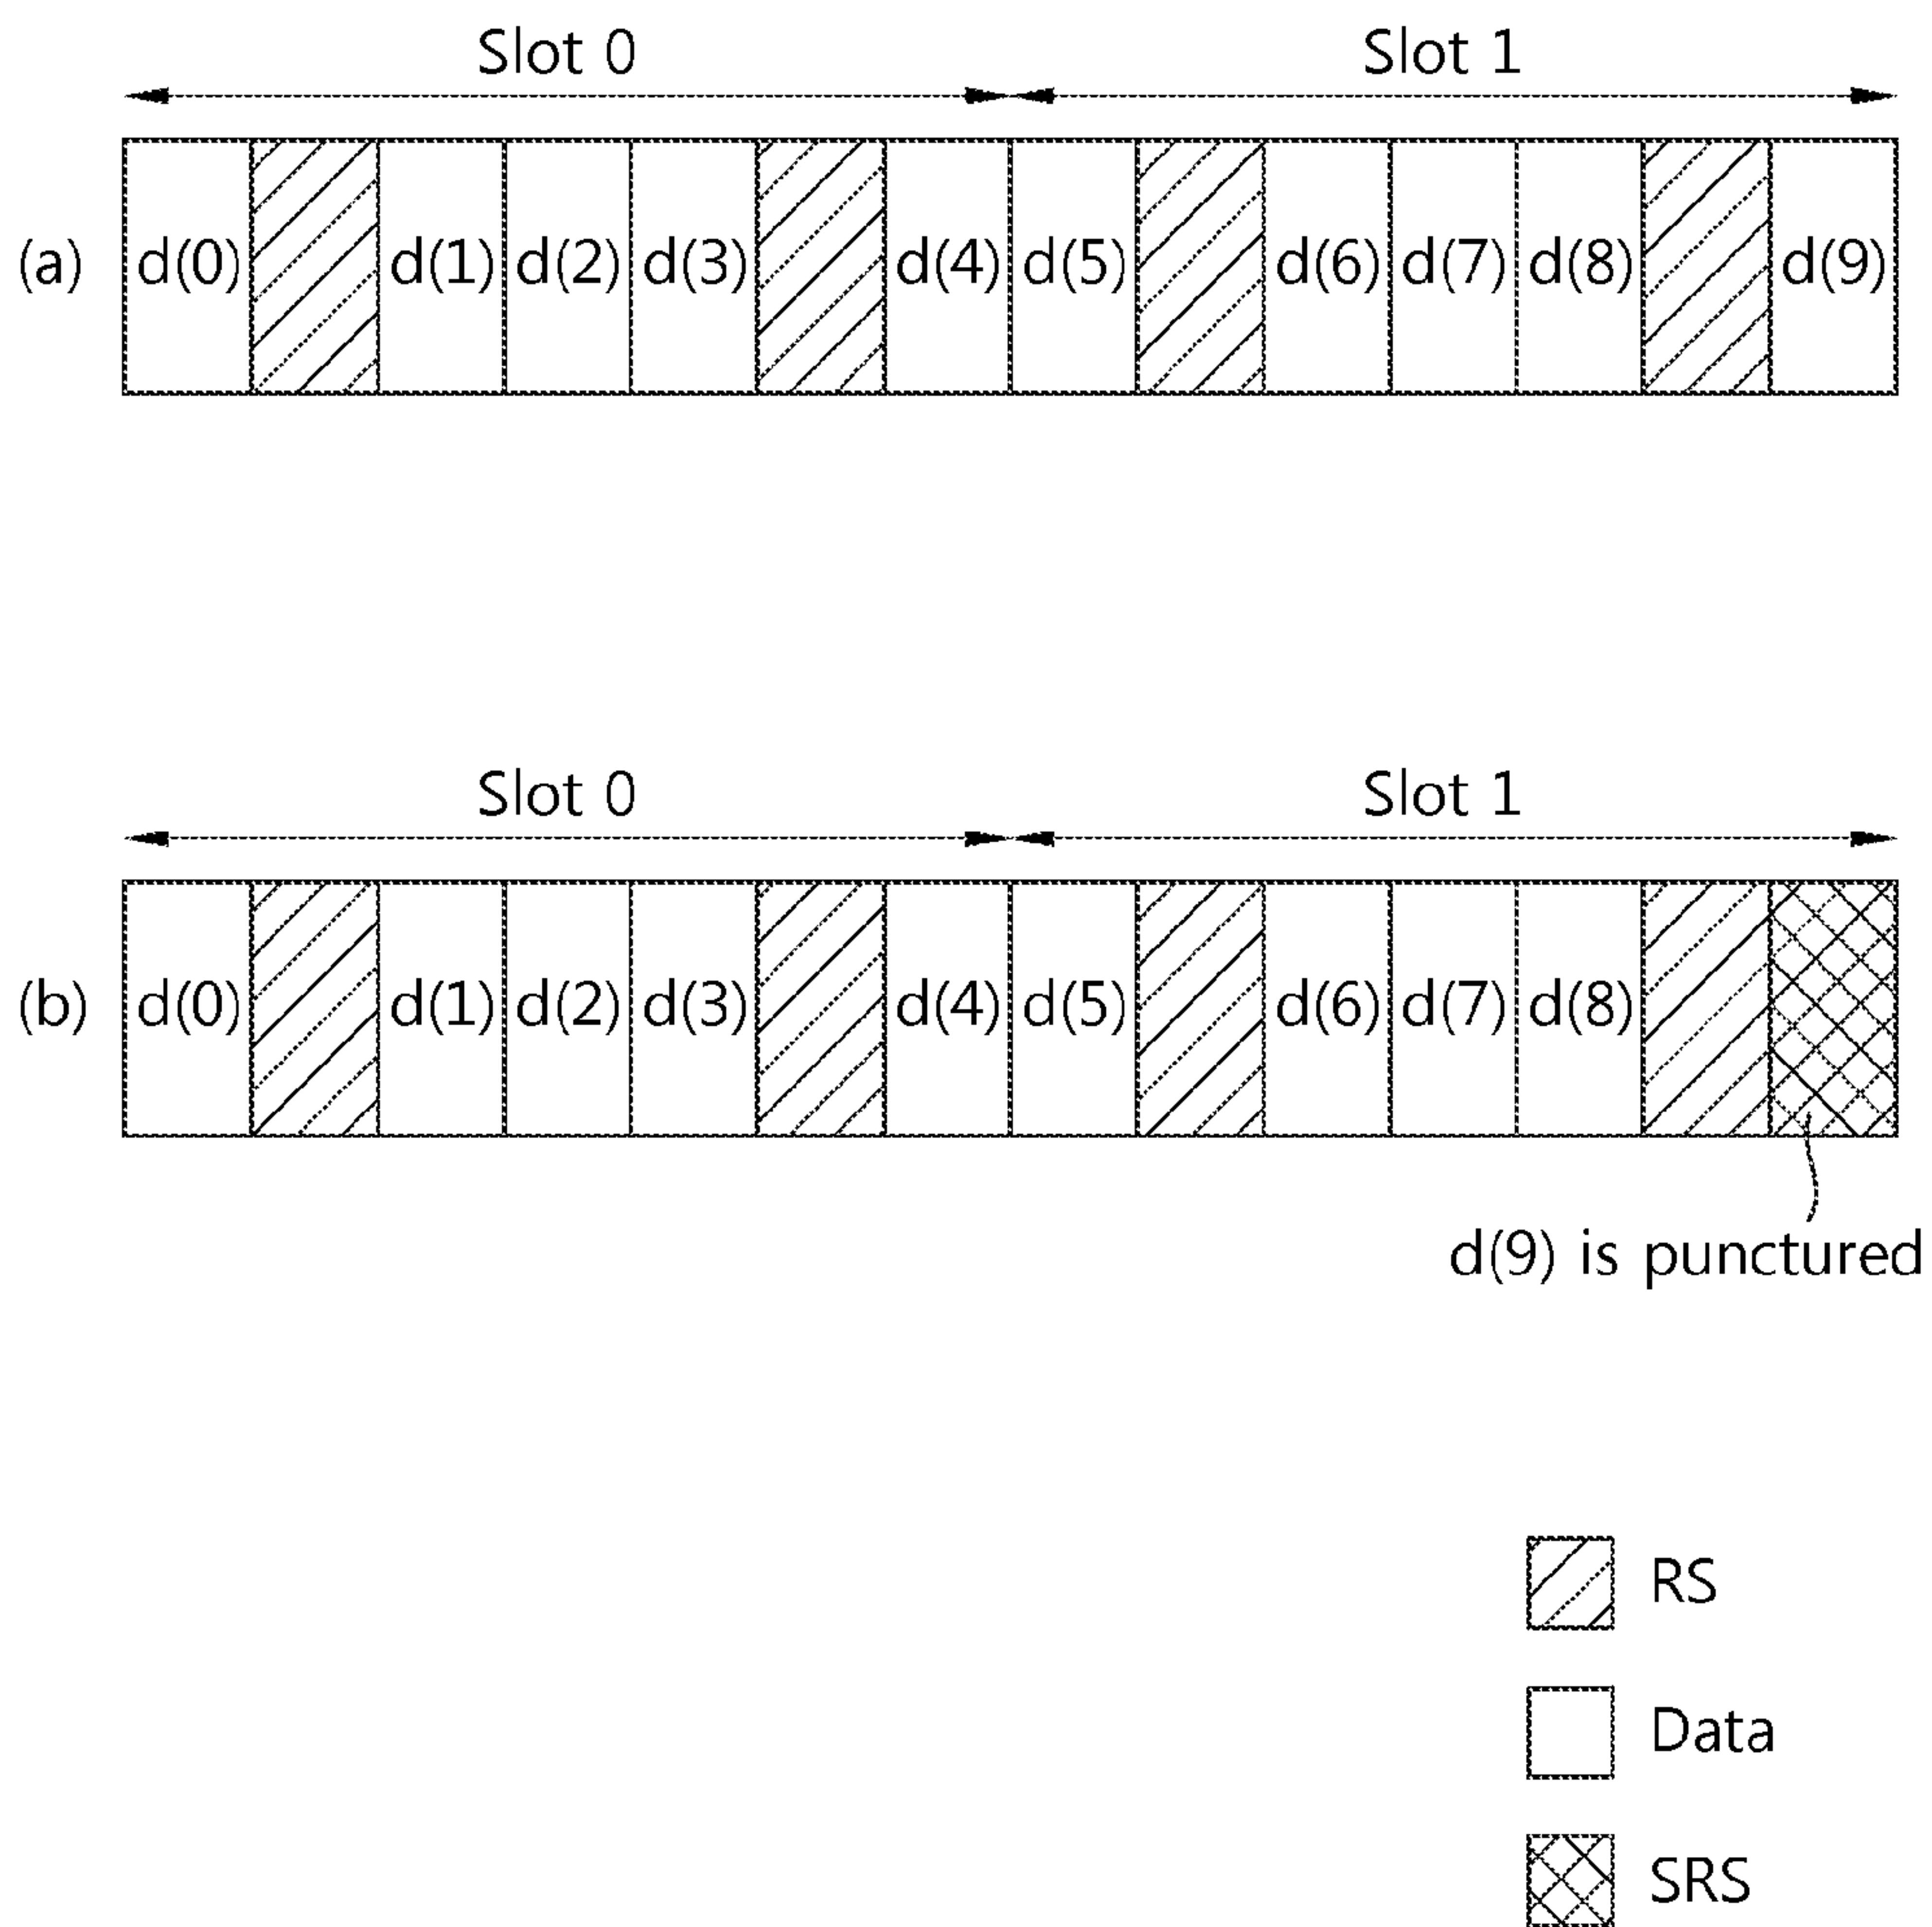 Slot 0 Slot 1
(a) d(0) d(1) d(2) d(3) d(4) d(5) d(6) d(7) d(8) d(9)
Slot 0 Slot 1
(b) d(0) d(1) d(2) d(3) d(4) d(5) d(6) d(7) d(8)
d(9) is punctured
RS
Data
SRS